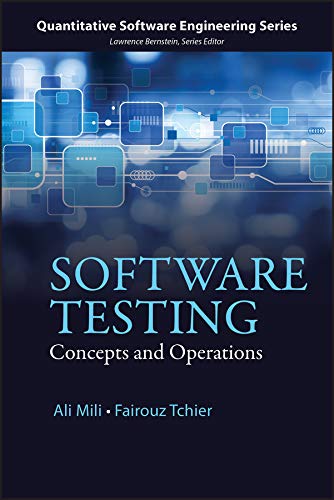 Quantitative Software Engineering Series
Lawrence Bernstein, Series Editor
SOFTWARE
TESTING
Concepts and Operations
Ali Mili • Fairouz Tchier